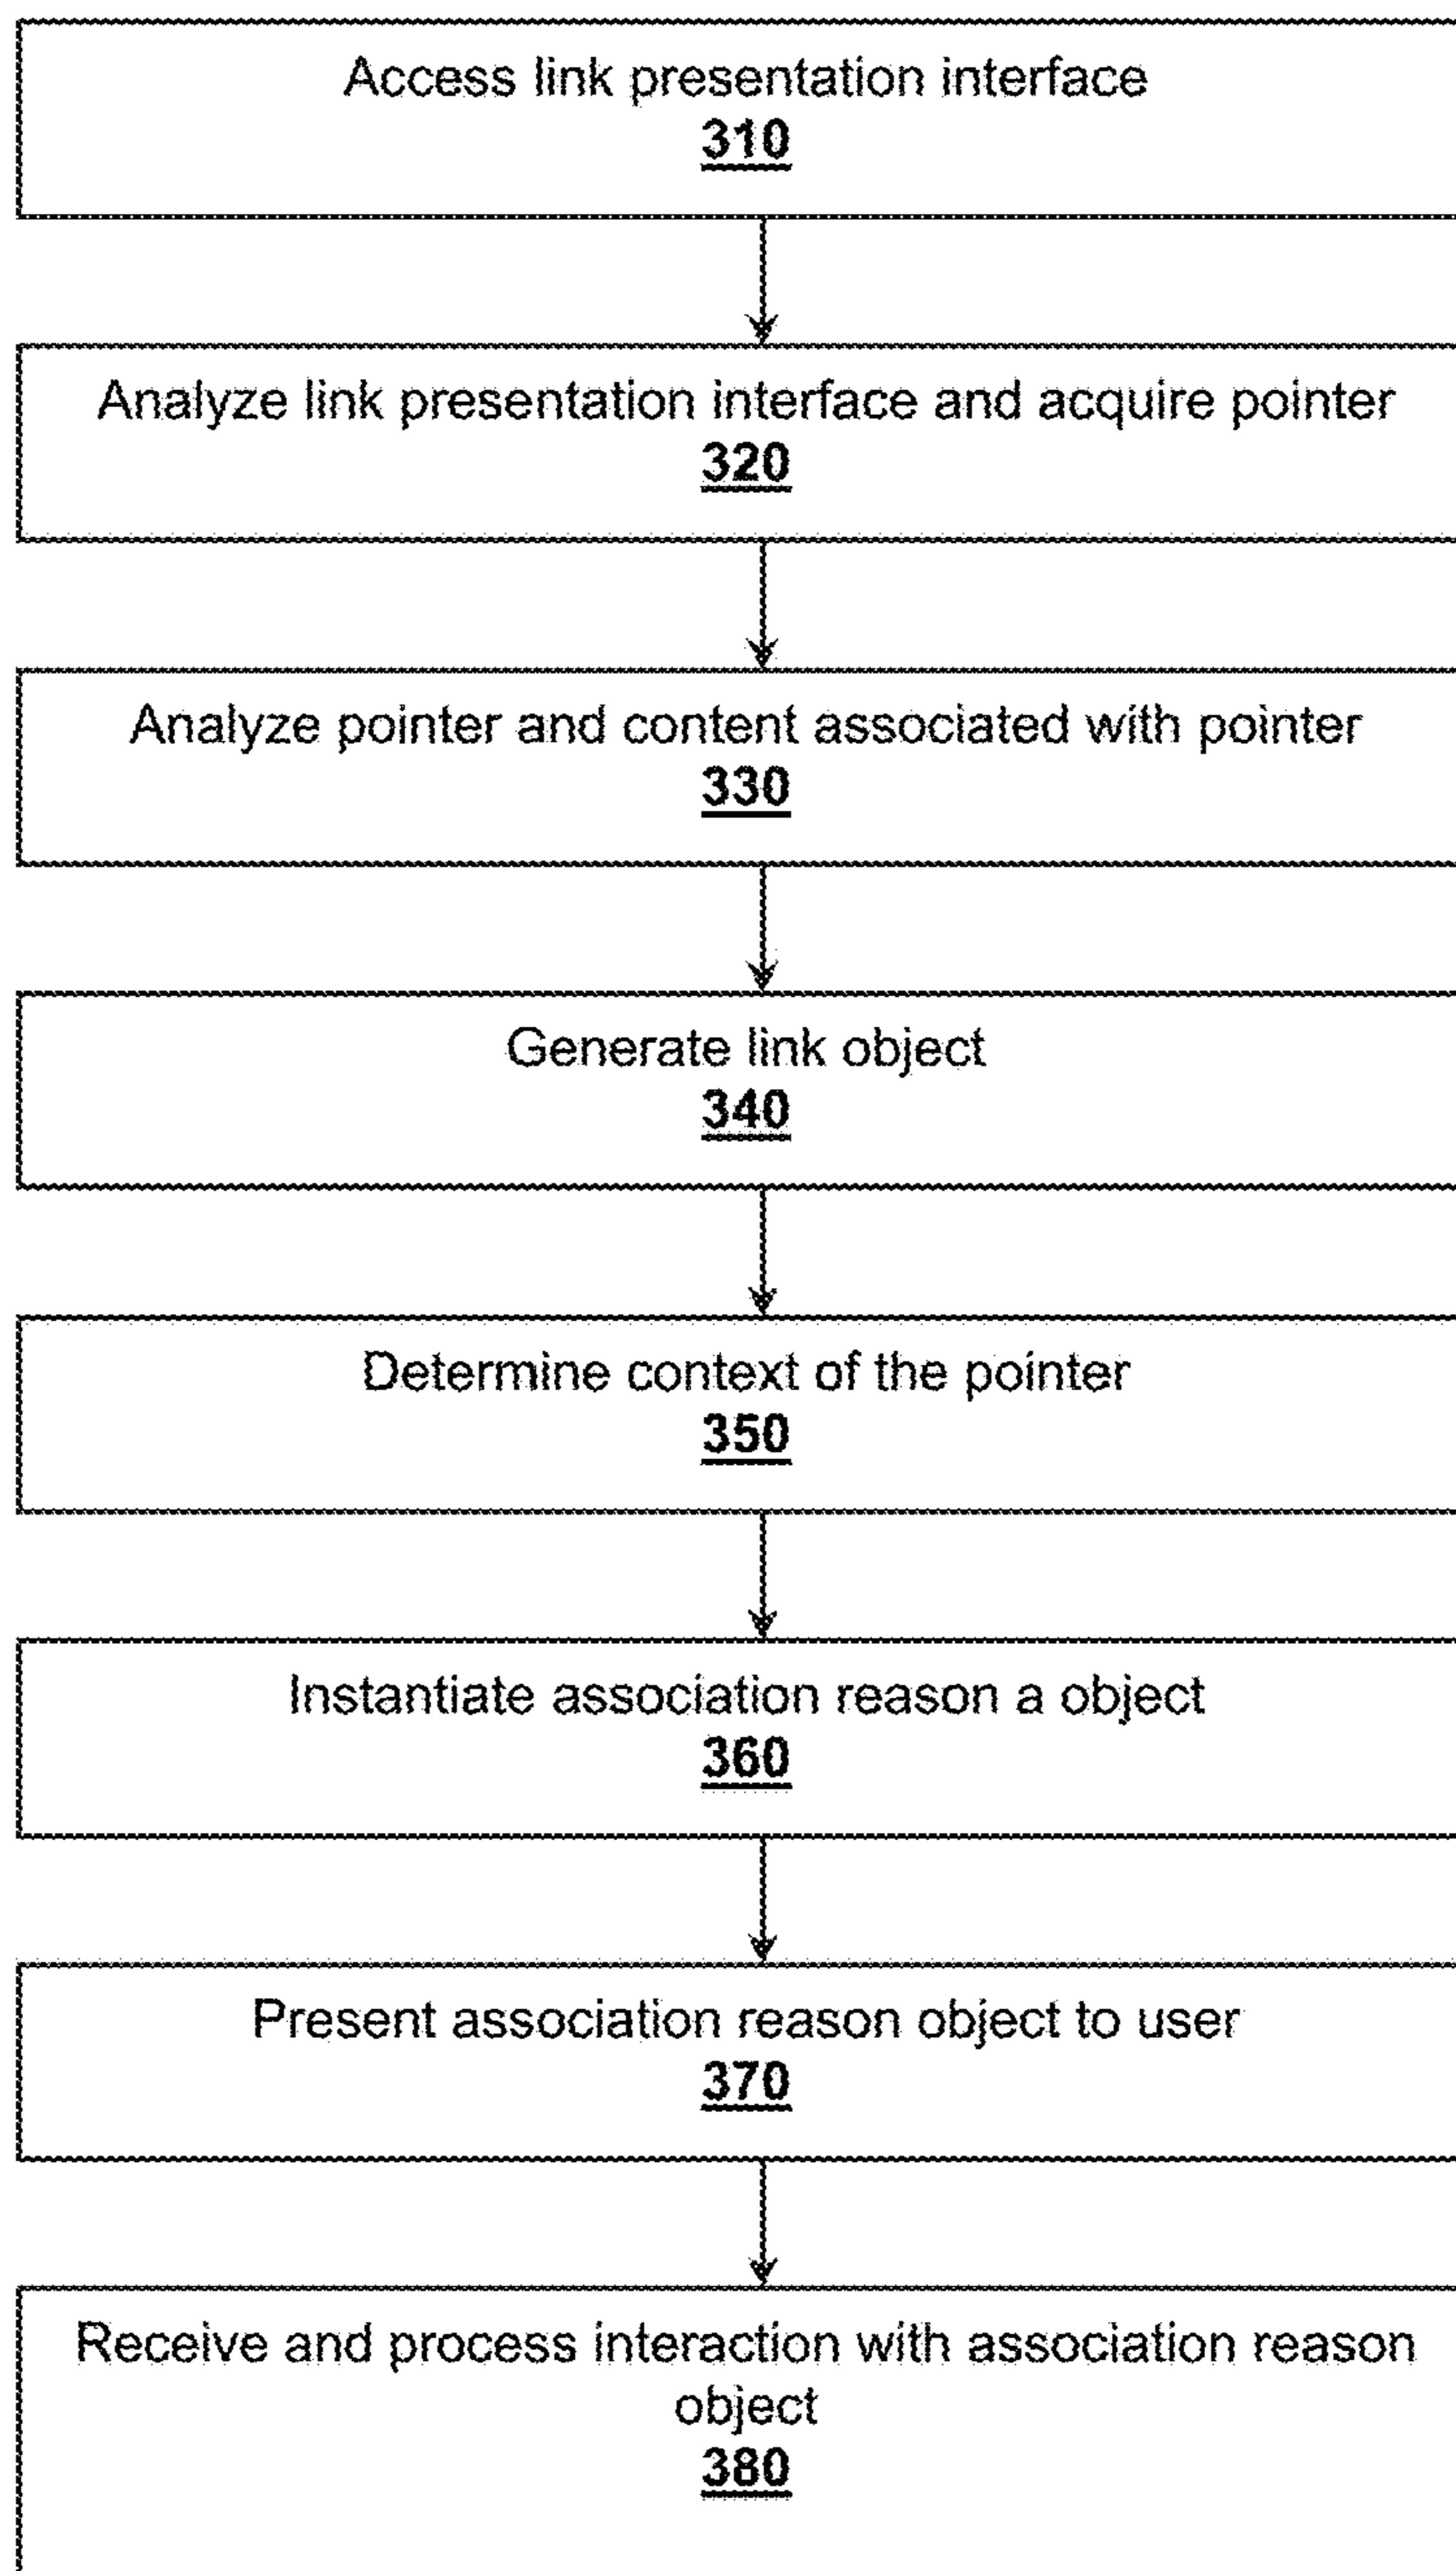 Access link presentation interface
310
Analyze link presentation interface and acquire pointer
320
Analyze pointer and content associated with pointer
330
Generate link object
340
Determine context of the pointer
350
Instantiate association reason a object
360
Present association reason object to user
370
Receive and process interaction with association reason
object
380